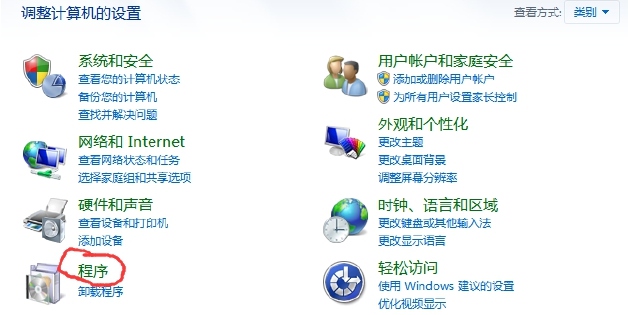 调整计算机的设置
查看方式: 类别
系统和安全
查看您的计算机状态
备份您的计算机
查找并解决问题
网络和 Internet
查看网络状态和任务
选择家庭组和共享选项
硬件和声音
查看设备和打印机
添加设备
程序
卸载程序
用户帐户和家庭安全
添加或删除用户帐户
为所有用户设置家长控制
外观和个性化
更改主题
更改桌面背景
调整屏幕分辨率
时钟、语言和区域
更改键盘或其他输入法
更改显示语言
轻松访问
使用 Windows 建议的设置
优化视频显示